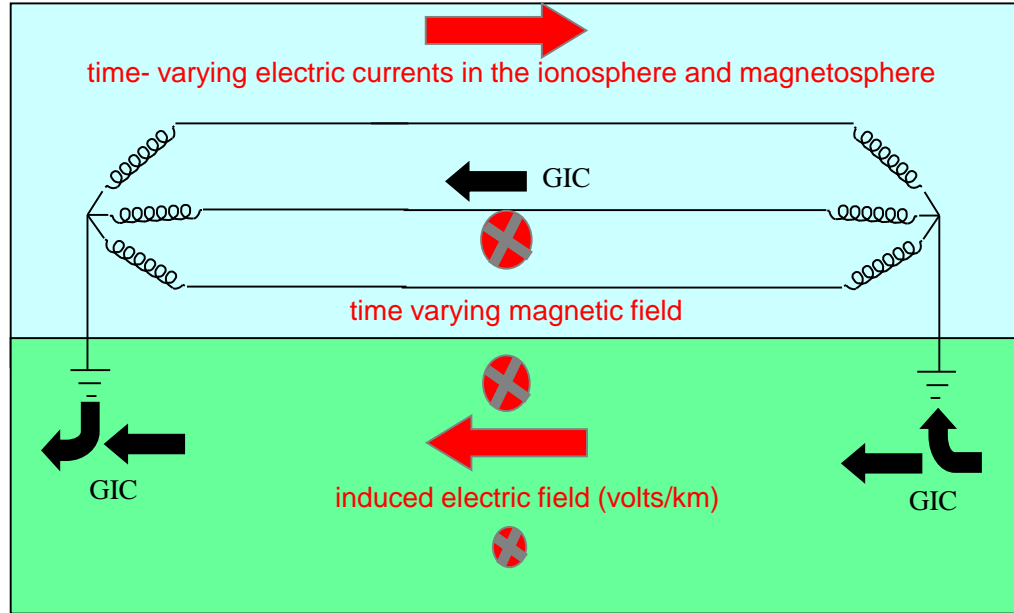 time- varying electric currents in the ionosphere and magnetosphere
GIC
time varying magnetic field
GIC
GIC
induced electric field (volts/km)